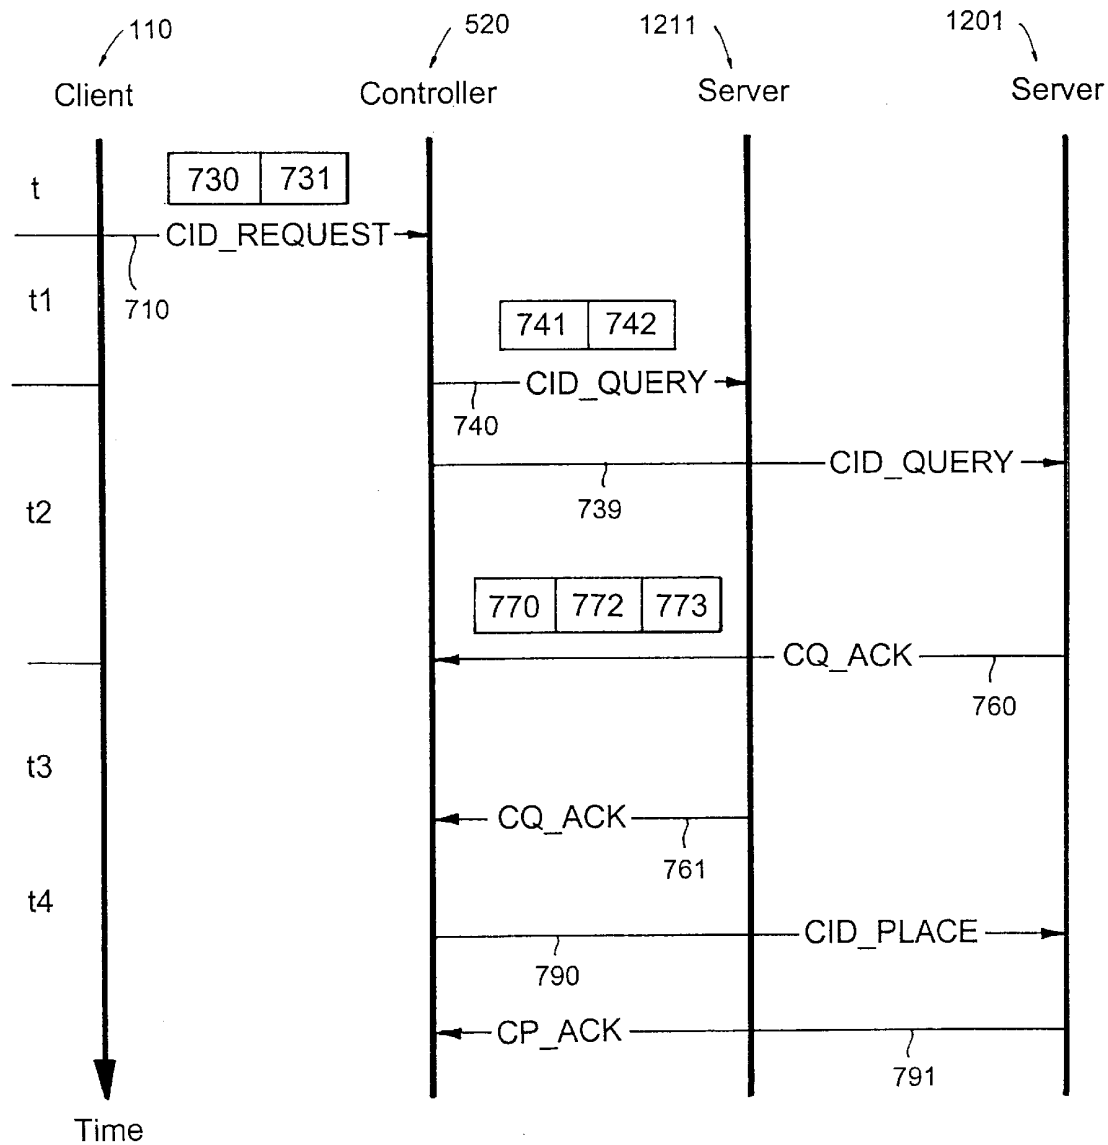 110 520 1211 1201
Client Controller Server Server
t
730 731
CID_REQUEST
710
t1
741 742
CID_QUERY
740
CID_QUERY
739
t2
770 772 773
CQ_ACK
760
t3
CQ_ACK
761
t4
CID_PLACE
790
CP_ACK
791
Time